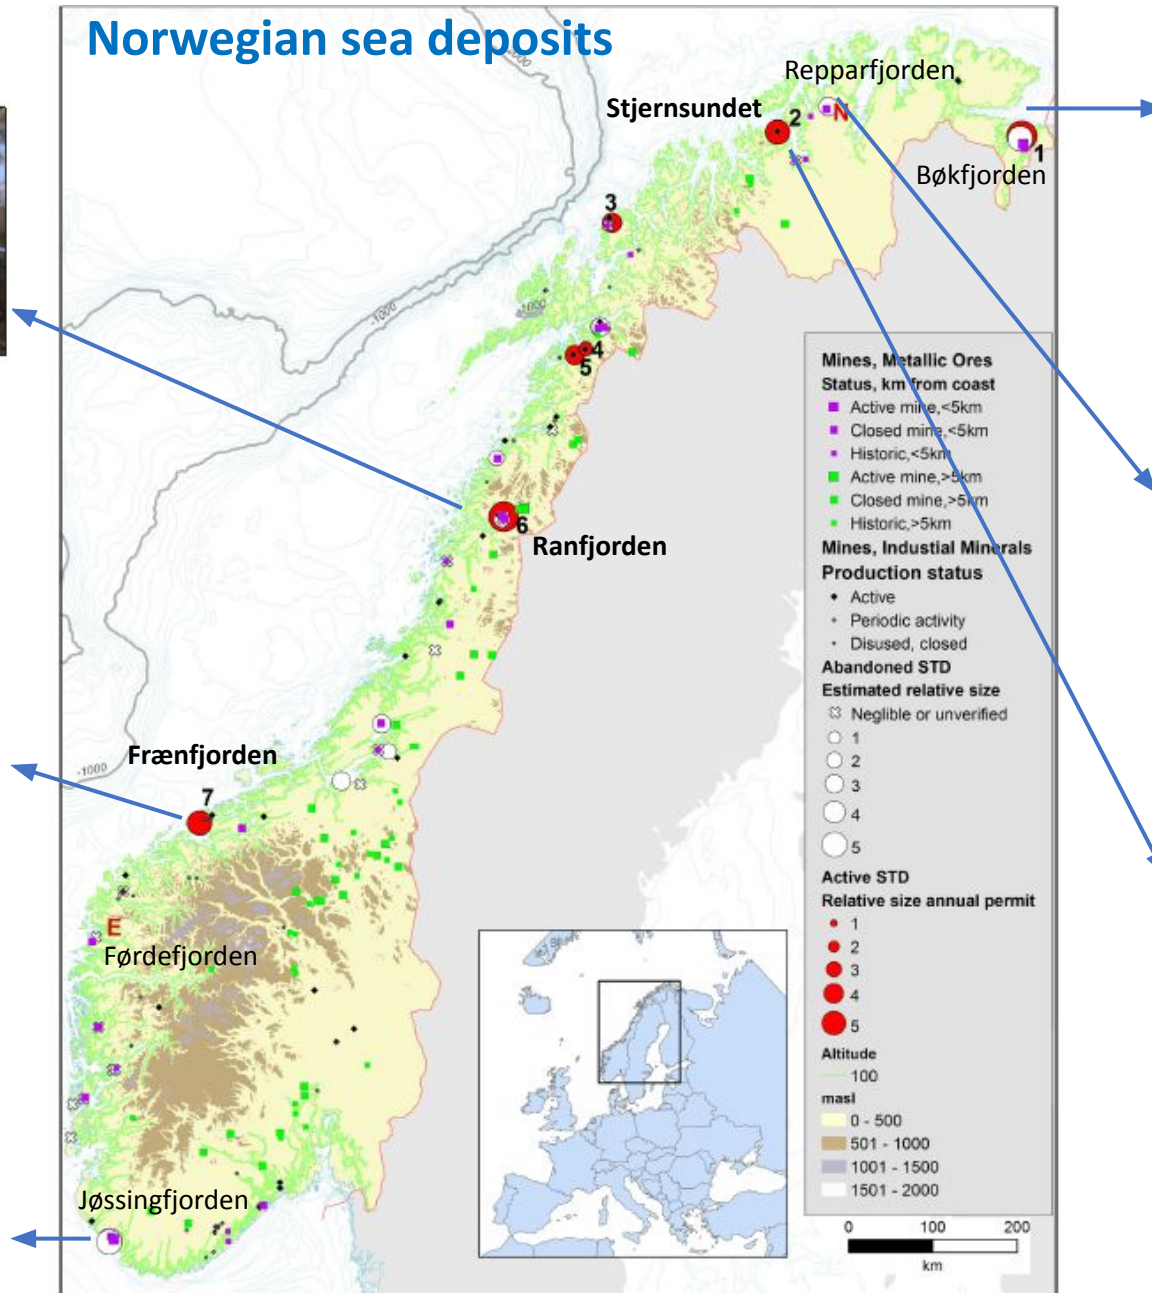 Norwegian sea deposits
-2000
Repparfjorden
Stjernsundet
2
N
1
Bøkfjorden
3
-1000
-1000
4
5
6
Ranfjorden
Frænfjorden
-1000
7
E
Førdefjorden
Jøssingfjorden
Mines, Metallic Ores
Status, km from coast
Active mine,<5km
Closed mine,<5km
Historic,<5km
Active mine,>5km
Closed mine,>5km
Historic,>5km
Mines, Industial Minerals
Production status
Active
Periodic activity
Disused, closed
Abandoned STD
Estimated relative size
Neglible or unverified
1
2
3
4
5
Active STD
Relative size annual permit
1
2
3
4
5
Altitude
100
masl
0 - 500
501 - 1000
1001 - 1500
1501 - 2000
0 100 200
km